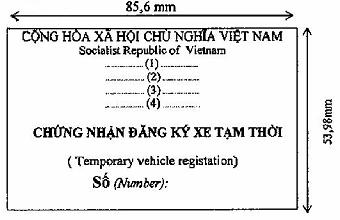 85,6 mm
CỘNG HÒA XÃ HỘI CHỦ NGHĨA VIỆT NAM
Socialist Republic of Vietnam
..........(1)..........
..........(2)..........
..........(3)..........
..........(4)..........
CHỨNG NHẬN ĐĂNG KÝ XE TẠM THỜI
( Temporary vehicle registation)
Số (Number):
53,98mm